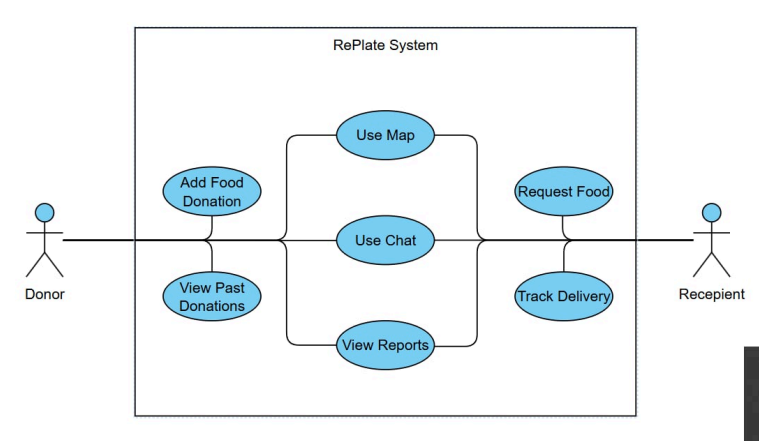 RePlate System
Use Map
Add Food
Donation
Request Food
Use Chat
Donor
View Past
Donations
Track Delivery
Recepient
View Reports